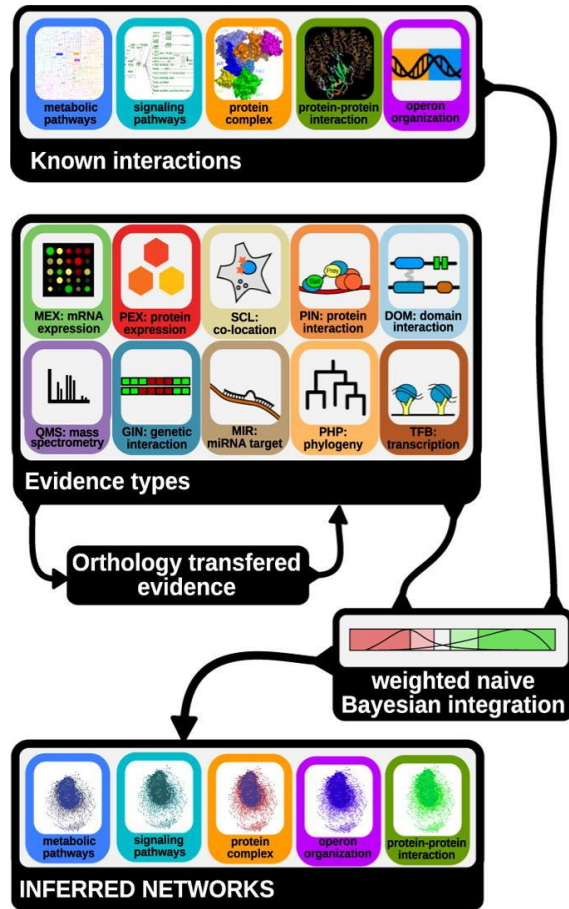 metabolic
pathways
signaling
pathways
protein
complex
protein-protein
interaction
operon
organization
Known interactions
MEX: mRNA
expression
PEX: protein
expression
SCL:
co-location
Bait
Prey
PIN: protein
interaction
DOM: domain
interaction
QMS: mass
spectrometry
GIN: genetic
interaction
MIR:
miRNA target
PHP:
phylogeny
TFB:
transcription
Evidence types
Orthology transfered
evidence
weighted naive
Bayesian integration
metabolic
pathways
signaling
pathways
protein
complex
operon
organization
protein-protein
interaction
INFERRED NETWORKS